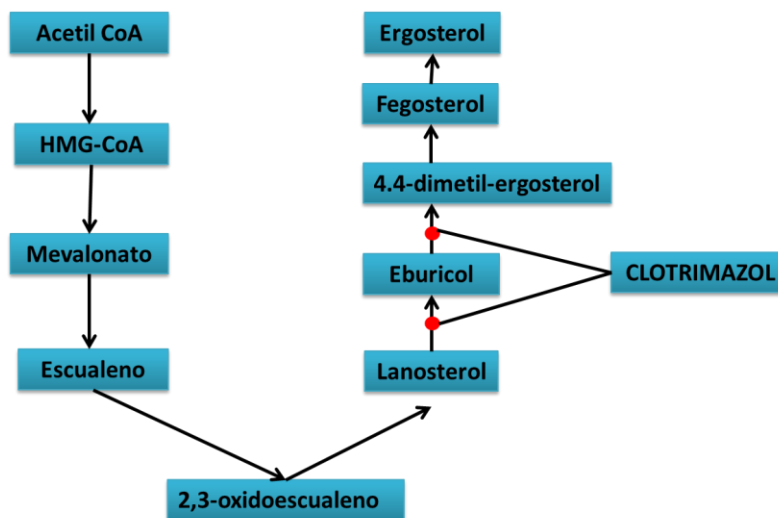 Acetil CoA
HMG-CoA
Mevalonato
Escualeno
2,3-oxidoescualeno
Lanosterol
Eburicol
4.4-dimetil-ergosterol
Fegosterol
Ergosterol
CLOTRIMAZOL